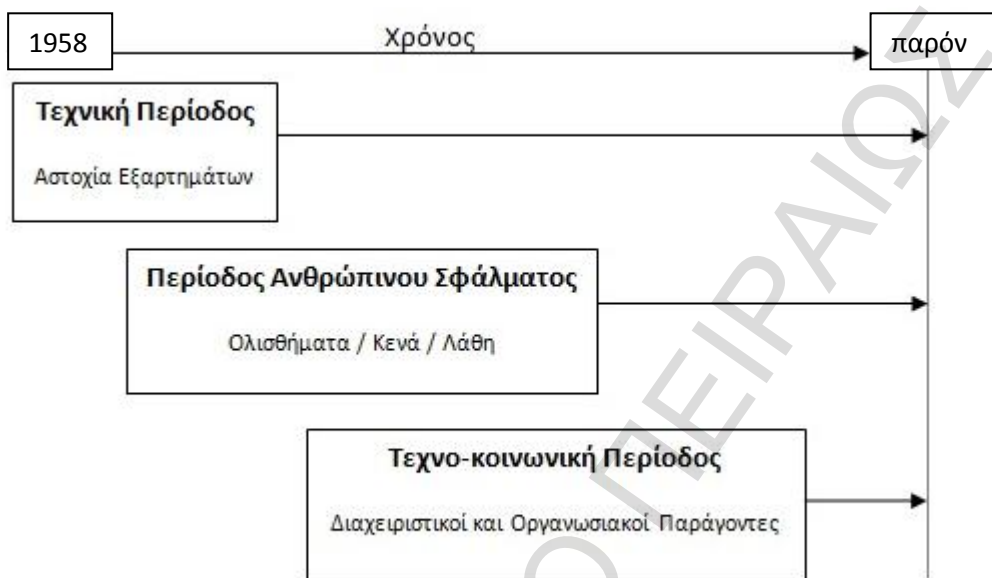 1958
Χρόνος
παρόν
Τεχνική Περίοδος
Αστοχία Εξαρτημάτων
Περίοδος Ανθρώπινου Σφάλματος
Ολισθήματα / Κενά / Λάθη
Τεχνο-κοινωνική Περίοδος
Διαχειριστικοί και Οργανωσιακοί Παράγοντες
Ο ΠΕΙΡΑΙΩΣ